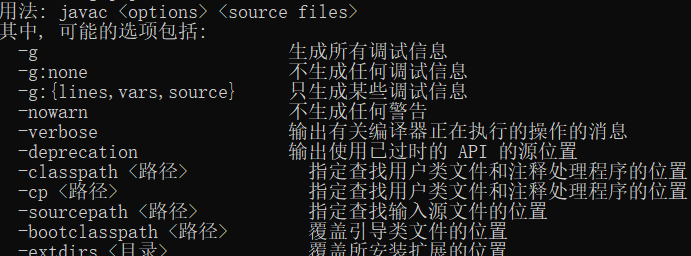 用法: javac <options> <source files>
其中, 可能的选项包括:
-g 生成所有调试信息
-g:none 不生成任何调试信息
-g:{lines,vars,source} 只生成某些调试信息
-nowarn 不生成任何警告
-verbose 输出有关编译器正在执行的操作的消息
-deprecation 输出使用已过时的 API 的源位置
-classpath <路径> 指定查找用户类文件和注释处理程序的位置
-cp <路径> 指定查找用户类文件和注释处理程序的位置
-sourcepath <路径> 指定查找输入源文件的位置
-bootclasspath <路径> 覆盖引导类文件的位置
-extdirs <目录> 覆盖所安装扩展的位置